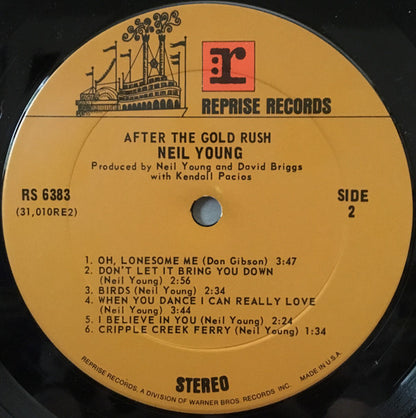 r
REPRISE RECORDS
AFTER THE GOLD RUSH
NEIL YOUNG
Produced by Neil Young and David Briggs
with Kendall Pacios
RS 6383
(31,010RE2)
SIDE
2
1. OH, LONESOME ME (Don Gibson) 3:47
2. DON'T LET IT BRING YOU DOWN
(Neil Young) 2:56
3. BIRDS (Neil Young) 2:34
4. WHEN YOU DANCE I CAN REALLY LOVE
(Neil Young) 3:44
5. I BELIEVE IN YOU (Neil Young) 2:24
6. CRIPPLE CREEK FERRY (Neil Young) 1:34
STEREO
REPRISE RECORDS, A DIVISION OF WARNER BROS. RECORDS INC. MADE IN U.S.A.